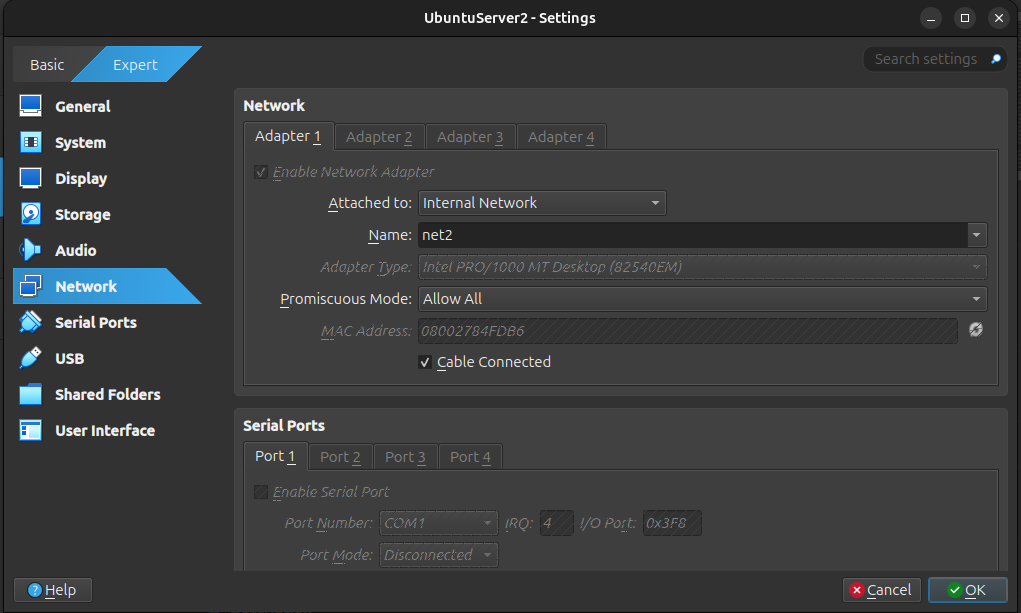 UbuntuServer2 - Settings
Basic Expert Search settings
General
System
Display
Storage
Audio
Network
Serial Ports
USB
Shared Folders
User Interface
Network
Adapter 1 Adapter 2 Adapter 3 Adapter 4
Enable Network Adapter
Attached to: Internal Network
Name: net2
Adapter Type: Intel PRO/1000 MT Desktop (82540EM)
Promiscuous Mode: Allow All
MAC Address: 08002784FDB6
Cable Connected
Serial Ports
Port 1 Port 2 Port 3 Port 4
Enable Serial Port
Port Number: COM1 IRQ: 4 I/O Port: 0x3F8
Port Mode: Disconnected
Help Cancel OK